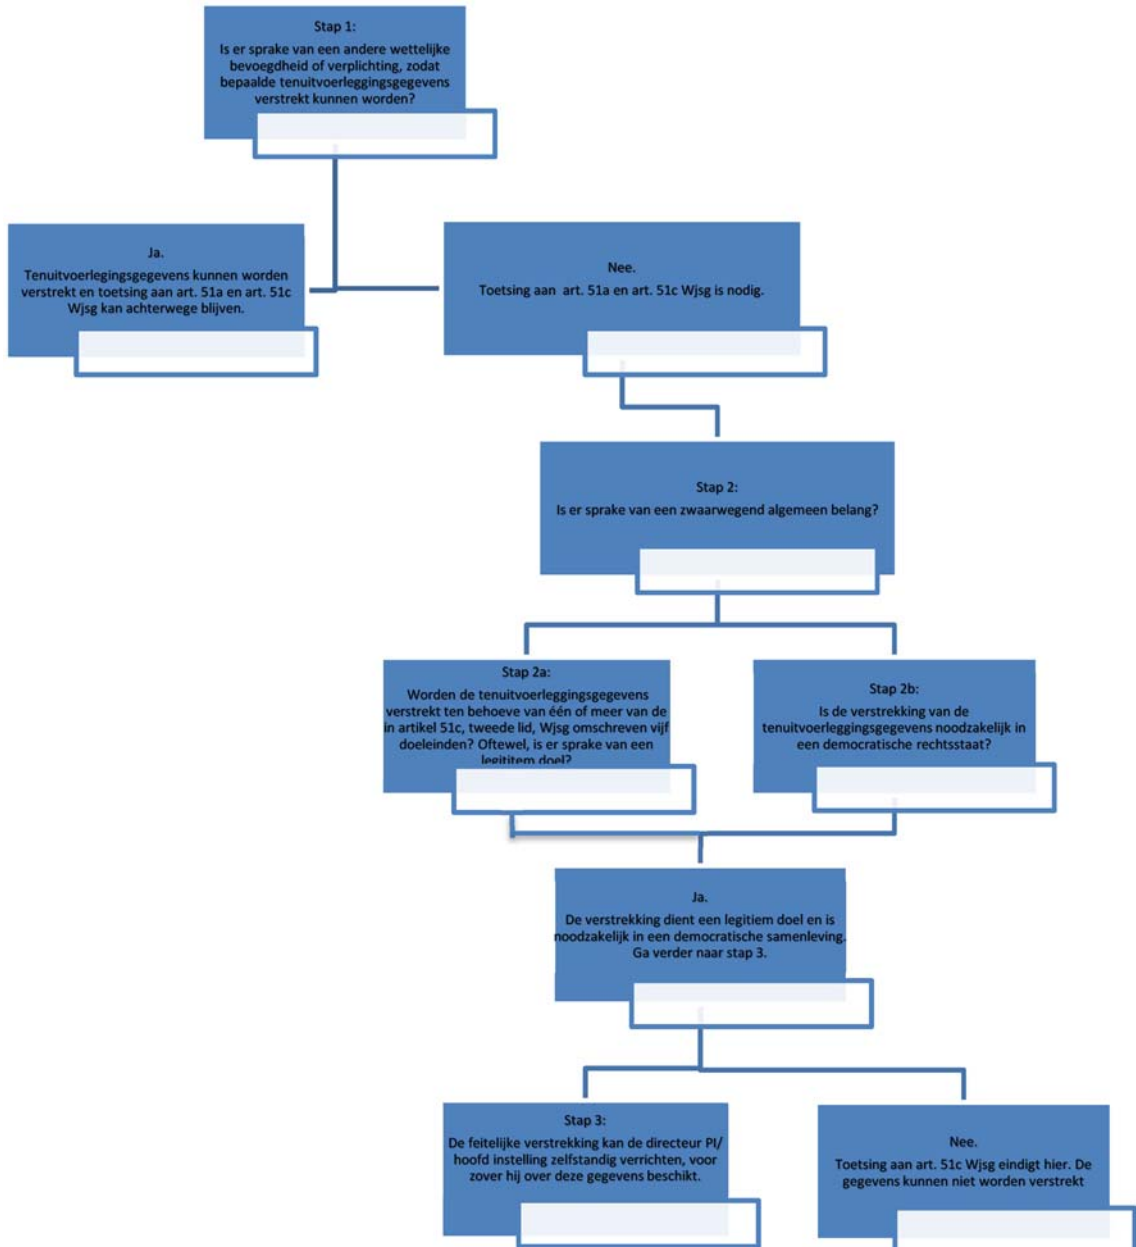 Stap 1:
Is er sprake van een andere wettelijke
bevoegdheid of verplichting, zodat
bepaalde tenuitvoerleggingsgegevens
verstrekt kunnen worden?
Ja.
Tenuitvoerlegingsgegevens kunnen worden
verstrekt en toetsing aan art. 51a en art. 51c
Wjsg kan achterwege blijven.
Nee.
Toetsing aan art. 51a en art. 51c Wjsg is nodig.
Stap 2:
Is er sprake van een zwaarwegend algemeen belang?
Stap 2a:
Worden de tenuitvoerleggingsgegevens
verstrekt ten behoeve van één of meer van de
in artikel 51c, tweede lid, Wjsg omschreven vijf
doeleinden? Oftewel, is er sprake van een
legititem doel?
Stap 2b:
Is de verstrekking van de
tenuitvoerleggingsgegevens noodzakelijk in
een democratische rechtsstaat?
Ja.
De verstrekking dient een legitiem doel en is
noodzakelijk in een democratische samenleving.
Ga verder naar stap 3.
Stap 3:
De feitelijke verstrekking kan de directeur PI/
hoofd instelling zelfstandig verrichten, voor
zover hij over deze gegevens beschikt.
Nee.
Toetsing aan art. 51c Wjsg eindigt hier. De
gegevens kunnen niet worden verstrekt